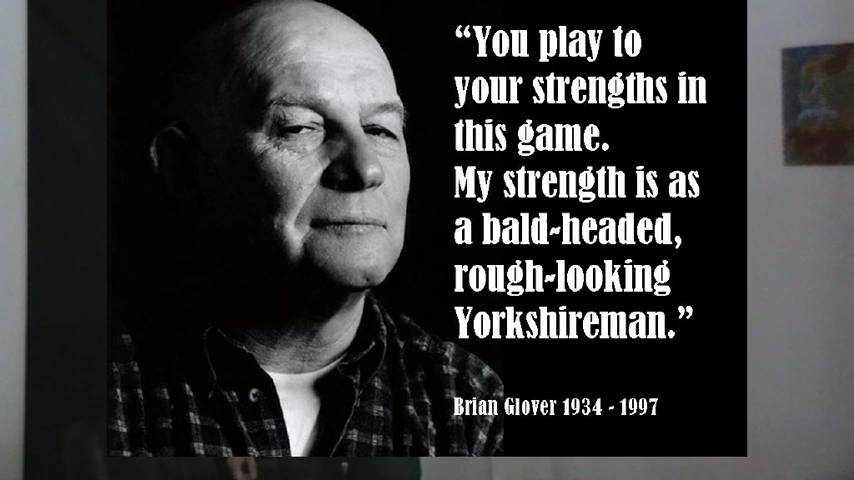 “You play to
your strengths in
this game.
My strength is as
a bald-headed,
rough-looking
Yorkshireman.”
Brian Glover 1934 - 1997